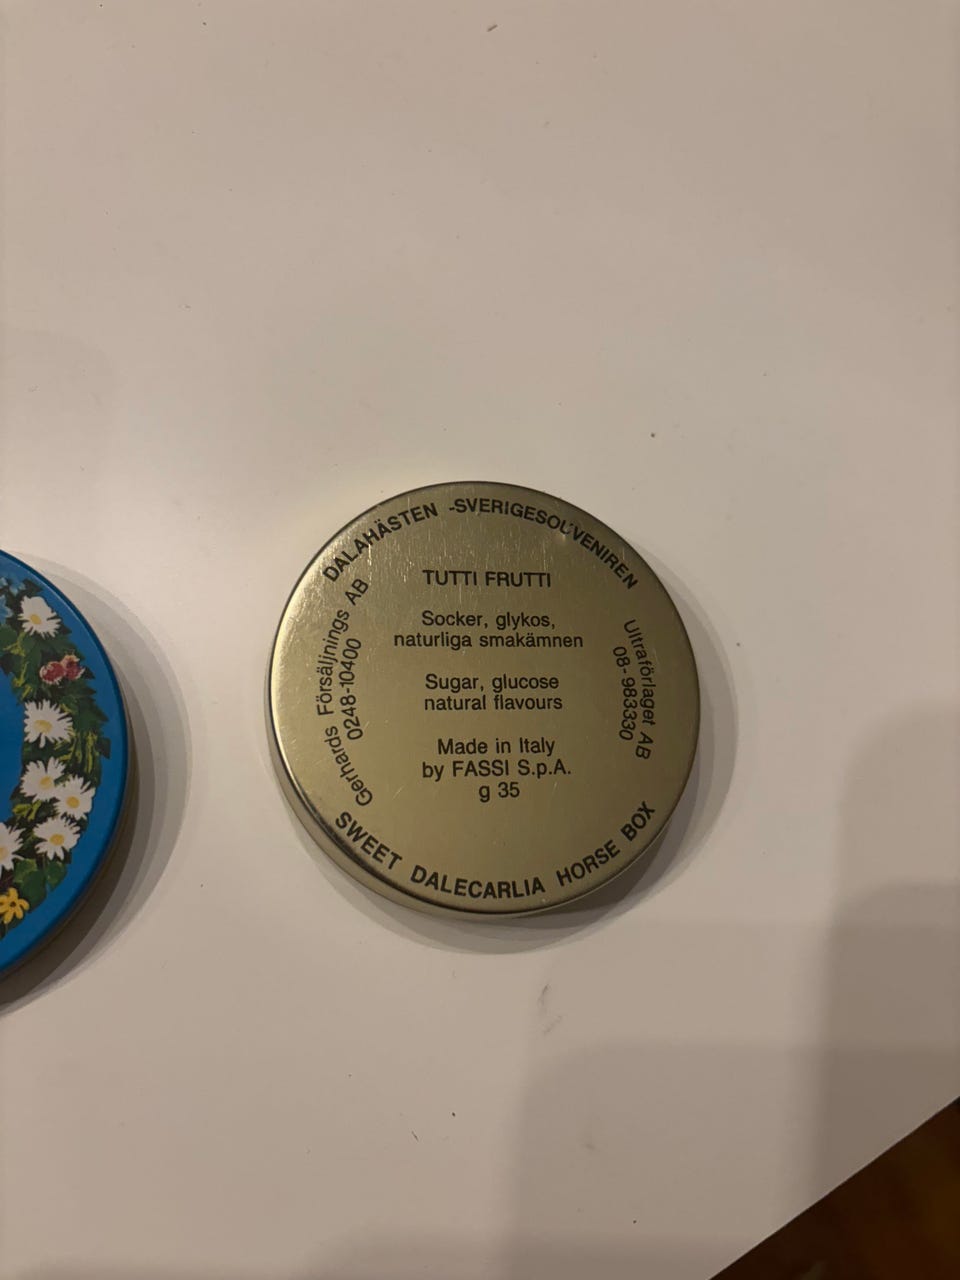 DALAHÄSTEN -SVERIGESOUVENIREN
TUTTI FRUTTI
Socker, glykos,
naturliga smakämnen
Sugar, glucose
natural flavours
Made in Italy
by FASSI S.p.A.
g 35
Gerhards Försäljnings AB
0248-10400
Ultraförlaget AB
08-983330
SWEET DALECARLIA HORSE BOX